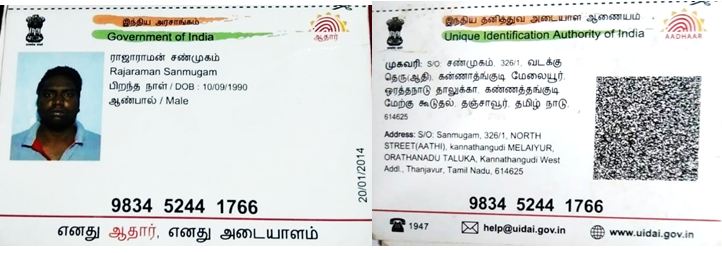 இந்திய அரசாங்கம்
Government of India
ஆதார்
ராஜாராமன் சண்முகம்
Rajaraman Sanmugam
பிறந்த நாள் / DOB : 10/09/1990
ஆண்பால் / Male
20/01/2014
9834 5244 1766
எனது ஆதார், எனது அடையாளம்
இந்திய தனித்துவ அடையாள ஆணையம்
Unique Identification Authority of India
AADHAAR
முகவரி: S/O: சண்முகம், 326/1, வடக்கு
தெரு(ஆதி), கண்ணாதங்குடி மேலையூர்,
ஒரத்தநாடு தாலுக்கா, கண்ணத்தங்குடி
மேற்கு கூடுதல், தஞ்சாவூர், தமிழ் நாடு,
614625
Address: S/O: Sanmugam, 326/1, NORTH
STREET(AATHI), kannathangudi MELAIYUR,
ORATHANADU TALUKA, Kannathangudi West
Addl., Thanjavur, Tamil Nadu, 614625
9834 5244 1766
1947
help@uidai.gov.in
www.uidai.gov.in